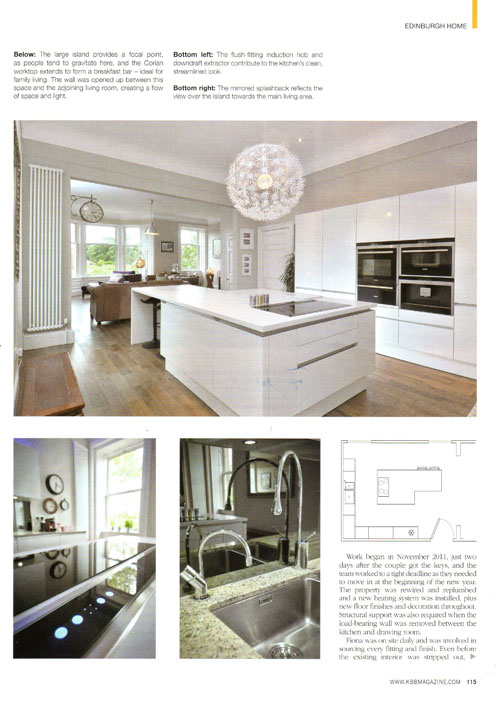 EDINBURGH HOME
Below: The large island provides a focal point,
as people tend to gravitate here, and the Corian
worktop extends to form a breakfast bar – ideal for
family living. The wall was opened up between this
space and the adjoining living room, creating a flow
of space and light.
Bottom left: The flush-fitting induction hob and
downdraft extractor contribute to the kitchen's clean,
streamlined look.
Bottom right: The mirrored splashback reflects the
view over the island towards the main living area.
Work began in November 2011, just two
days after the couple got the keys, and the
team worked to a tight deadline as they needed
to move in at the beginning of the new year.
The property was rewired and replumbed
and a new heating system was installed, plus
new floor finishes and decoration throughout.
Structural support was also required when the
load-bearing wall was removed between the
kitchen and drawing room.
Fiona was on site daily and was involved in
sourcing every fitting and finish. Even before
the existing interior was stripped out, ▶
WWW.KBBMAGAZINE.COM 115